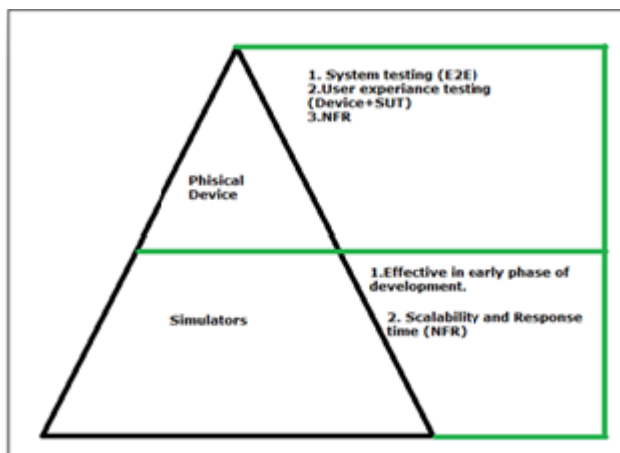 1. System testing (E2E)
2.User experiance testing
(Device+SUT)
3.NFR
Phisical
Device
1.Effective in early phase of
development.
2. Scalability and Response
time (NFR)
Simulators